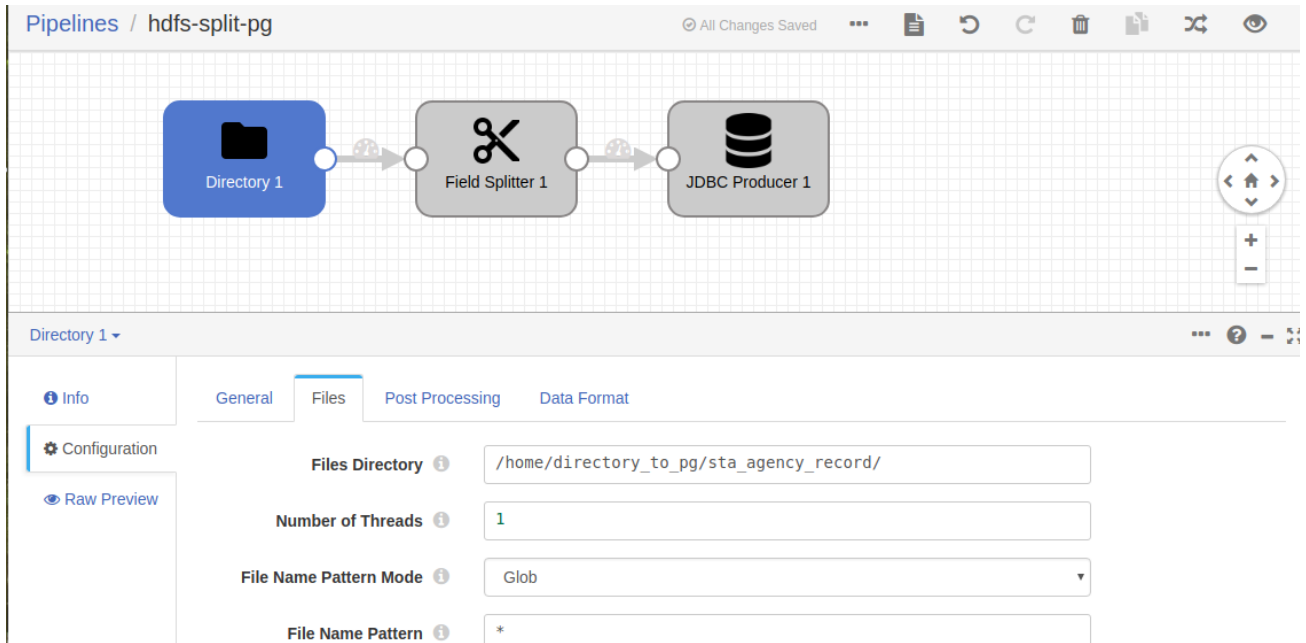 Pipelines / hdfs-split-pg
All Changes Saved
Directory 1
Field Splitter 1
JDBC Producer 1
Directory 1
Info
Configuration
Raw Preview
General Files Post Processing Data Format
Files Directory /home/directory_to_pg/sta_agency_record/
Number of Threads 1
File Name Pattern Mode Glob
File Name Pattern *